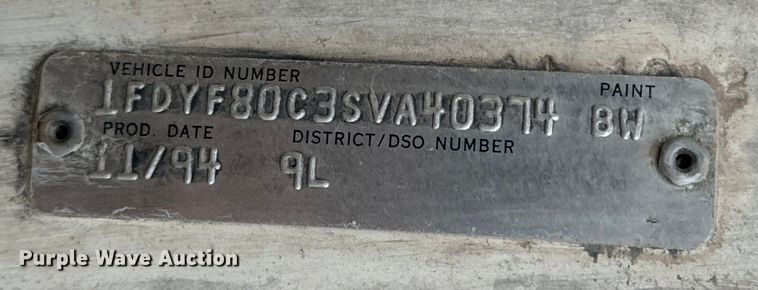 VEHICLE ID NUMBER PAINT
1FDYF80C3SVA40374 BW
PROD. DATE DISTRICT/DSO NUMBER
11/94 9L
Purple Wave Auction